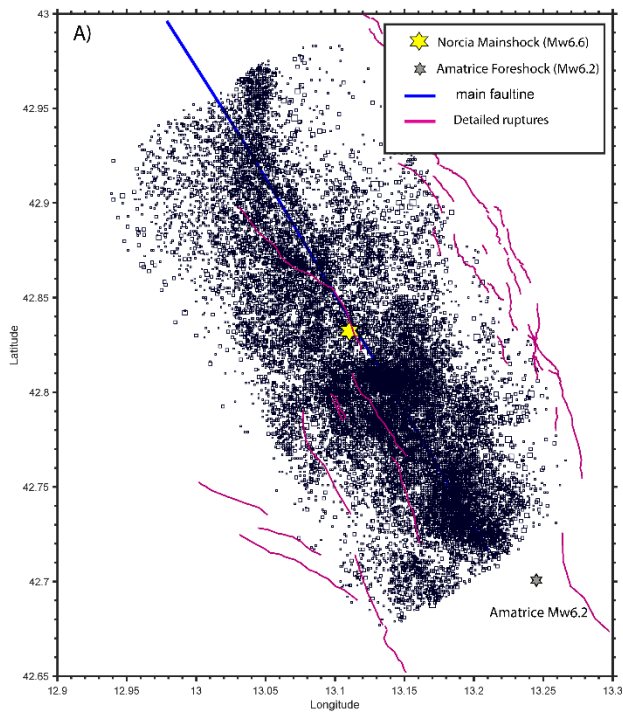 A)
Norcia Mainshock (Mw6.6)
Amatrice Foreshock (Mw6.2)
main faultine
Detailed ruptures
43
42.95
42.9
42.85
42.8
42.75
42.7
42.65
Latitude
Amatrice Mw6.2
12.9 12.95 13 13.05 13.1 13.15 13.2 13.25 13.3
Longitude